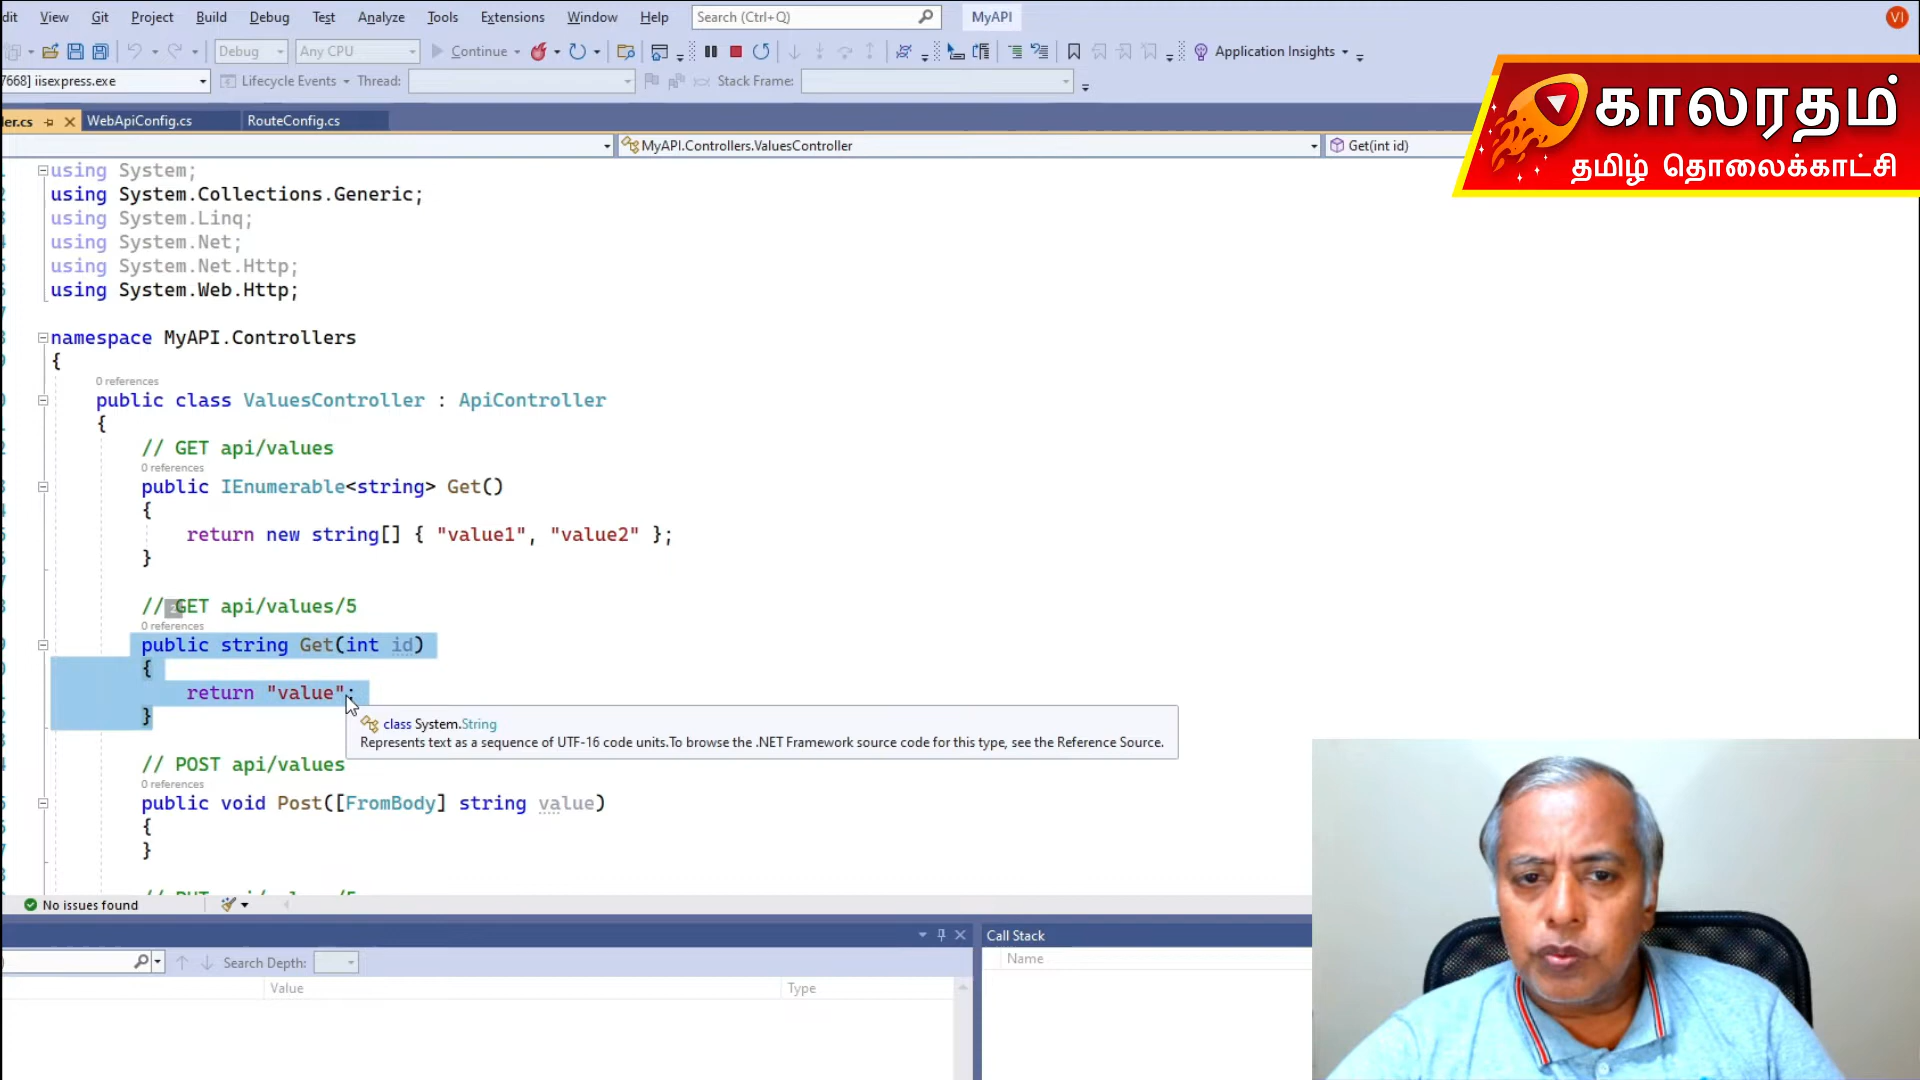 dit View Git Project Build Debug Test Analyze Tools Extensions Window Help Search (Ctrl+Q) MyAPI VI
Debug Any CPU Continue Application Insights
7668] iisexpress.exe Lifecycle Events Thread: Stack Frame:
காலரதம்
தமிழ் தொலைக்காட்சி
ler.cs WebApiConfig.cs RouteConfig.cs
MyAPI.Controllers.ValuesController Get(int id)
using System;
using System.Collections.Generic;
using System.Linq;
using System.Net;
using System.Net.Http;
using System.Web.Http;
namespace MyAPI.Controllers
{
0 references
public class ValuesController : ApiController
{
// GET api/values
0 references
public IEnumerable<string> Get()
{
return new string[] { "value1", "value2" };
}
// GET api/values/5
0 references
public string Get(int id)
{
return "value";
}
class System.String
Represents text as a sequence of UTF-16 code units.To browse the .NET Framework source code for this type, see the Reference Source.
// POST api/values
0 references
public void Post([FromBody] string value)
{
}
No issues found
Call Stack
Search Depth: Name
Value Type